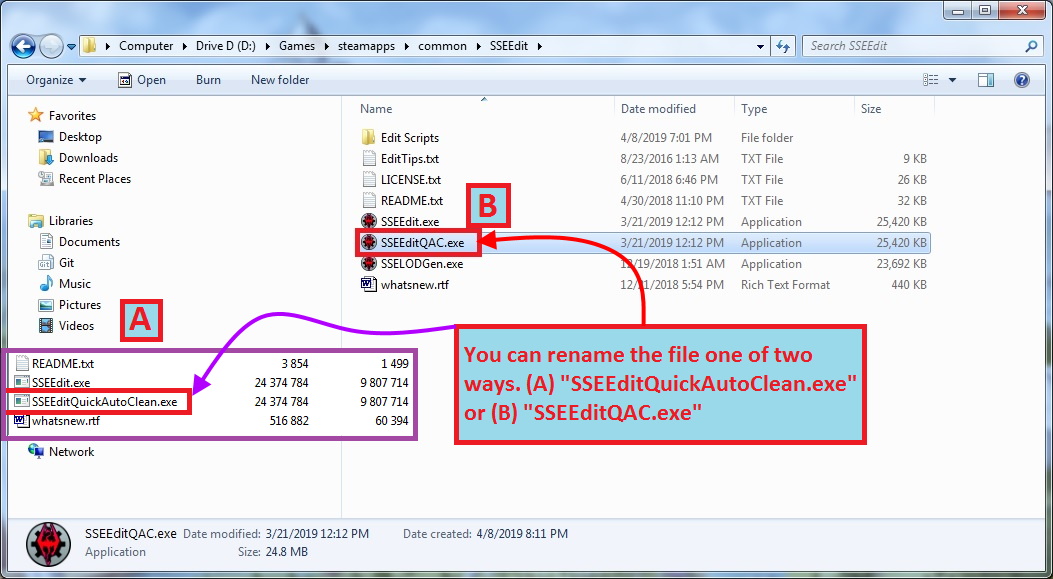 Computer Drive D (D:) Games steamapps common SSEEdit
Search SSEEdit
Organize Open Burn New folder
Favorites
Desktop
Downloads
Recent Places
Libraries
Documents
Git
Music
Pictures
Videos
A
README.txt 3 854 1 499
SSEEdit.exe 24 374 784 9 807 714
SSEEditQuickAutoClean.exe 24 374 784 9 807 714
whatsnew.rtf 516 882 60 394
Network
Name Date modified Type Size
Edit Scripts 4/8/2019 7:01 PM File folder
EditTips.txt 8/23/2016 1:13 AM TXT File 9 KB
LICENSE.txt 6/11/2018 6:46 PM TXT File 26 KB
README.txt 4/30/2018 11:10 PM TXT File 32 KB
B
SSEEdit.exe 3/21/2019 12:12 PM Application 25,420 KB
SSEEditQAC.exe 3/21/2019 12:12 PM Application 25,420 KB
SSELODGen.exe 12/19/2018 1:51 AM Application 23,692 KB
whatsnew.rtf 12/21/2018 5:54 PM Rich Text Format 440 KB
You can rename the file one of two
ways. (A) "SSEEditQuickAutoClean.exe"
or (B) "SSEEditQAC.exe"
SSEEditQAC.exe Date modified: 3/21/2019 12:12 PM Date created: 4/8/2019 8:11 PM
Application Size: 24.8 MB